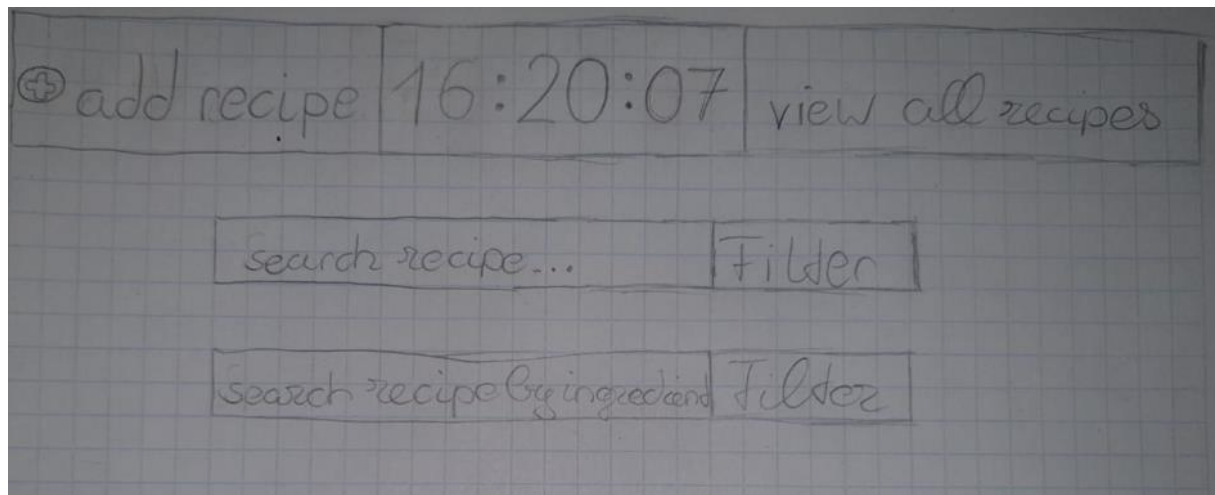 add recipe 16:20:07 view all recipes
search recipe... Filter
search recipe by ingredient Filter